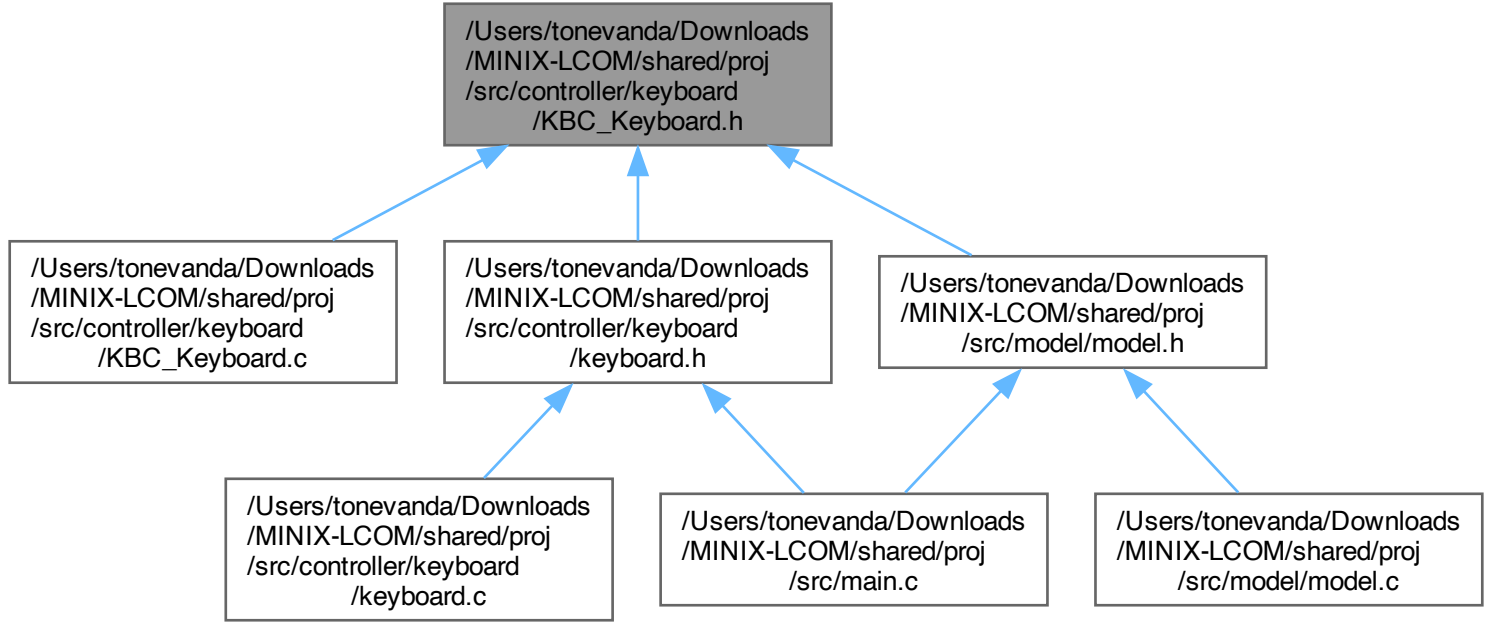 /Users/tonevanda/Downloads
/MINIX-LCOM/shared/proj
/src/controller/keyboard
/KBC_Keyboard.h
/Users/tonevanda/Downloads
/MINIX-LCOM/shared/proj
/src/controller/keyboard
/KBC_Keyboard.c
/Users/tonevanda/Downloads
/MINIX-LCOM/shared/proj
/src/controller/keyboard
/keyboard.h
/Users/tonevanda/Downloads
/MINIX-LCOM/shared/proj
/src/model/model.h
/Users/tonevanda/Downloads
/MINIX-LCOM/shared/proj
/src/controller/keyboard
/keyboard.c
/Users/tonevanda/Downloads
/MINIX-LCOM/shared/proj
/src/main.c
/Users/tonevanda/Downloads
/MINIX-LCOM/shared/proj
/src/model/model.c